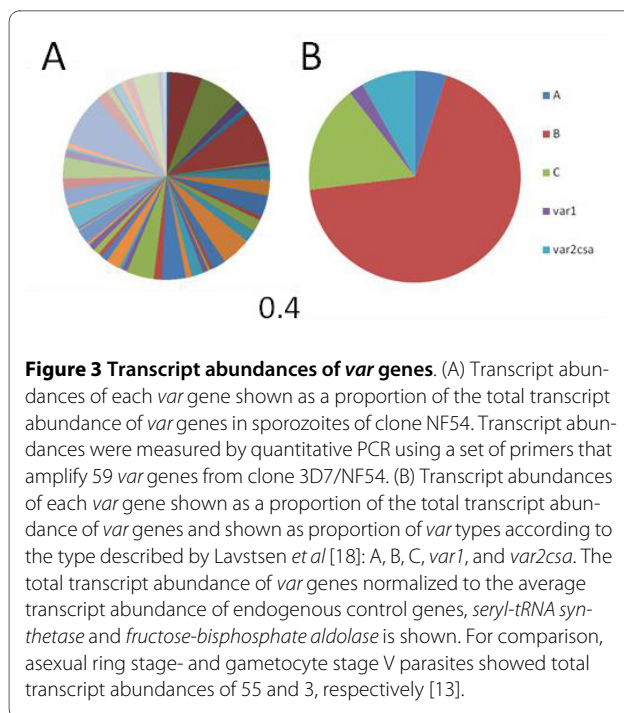 A
B
A
B
C
var1
var2csa
0.4
Figure 3 Transcript abundances of var genes. (A) Transcript abun-
dances of each var gene shown as a proportion of the total transcript
abundance of var genes in sporozoites of clone NF54. Transcript abun-
dances were measured by quantitative PCR using a set of primers that
amplify 59 var genes from clone 3D7/NF54. (B) Transcript abundances
of each var gene shown as a proportion of the total transcript abun-
dance of var genes and shown as proportion of var types according to
the type described by Lavstsen et al [18]: A, B, C, var1, and var2csa. The
total transcript abundance of var genes normalized to the average
transcript abundance of endogenous control genes, seryl-tRNA syn-
thetase and fructose-bisphosphate aldolase is shown. For comparison,
asexual ring stage- and gametocyte stage V parasites showed total
transcript abundances of 55 and 3, respectively [13].